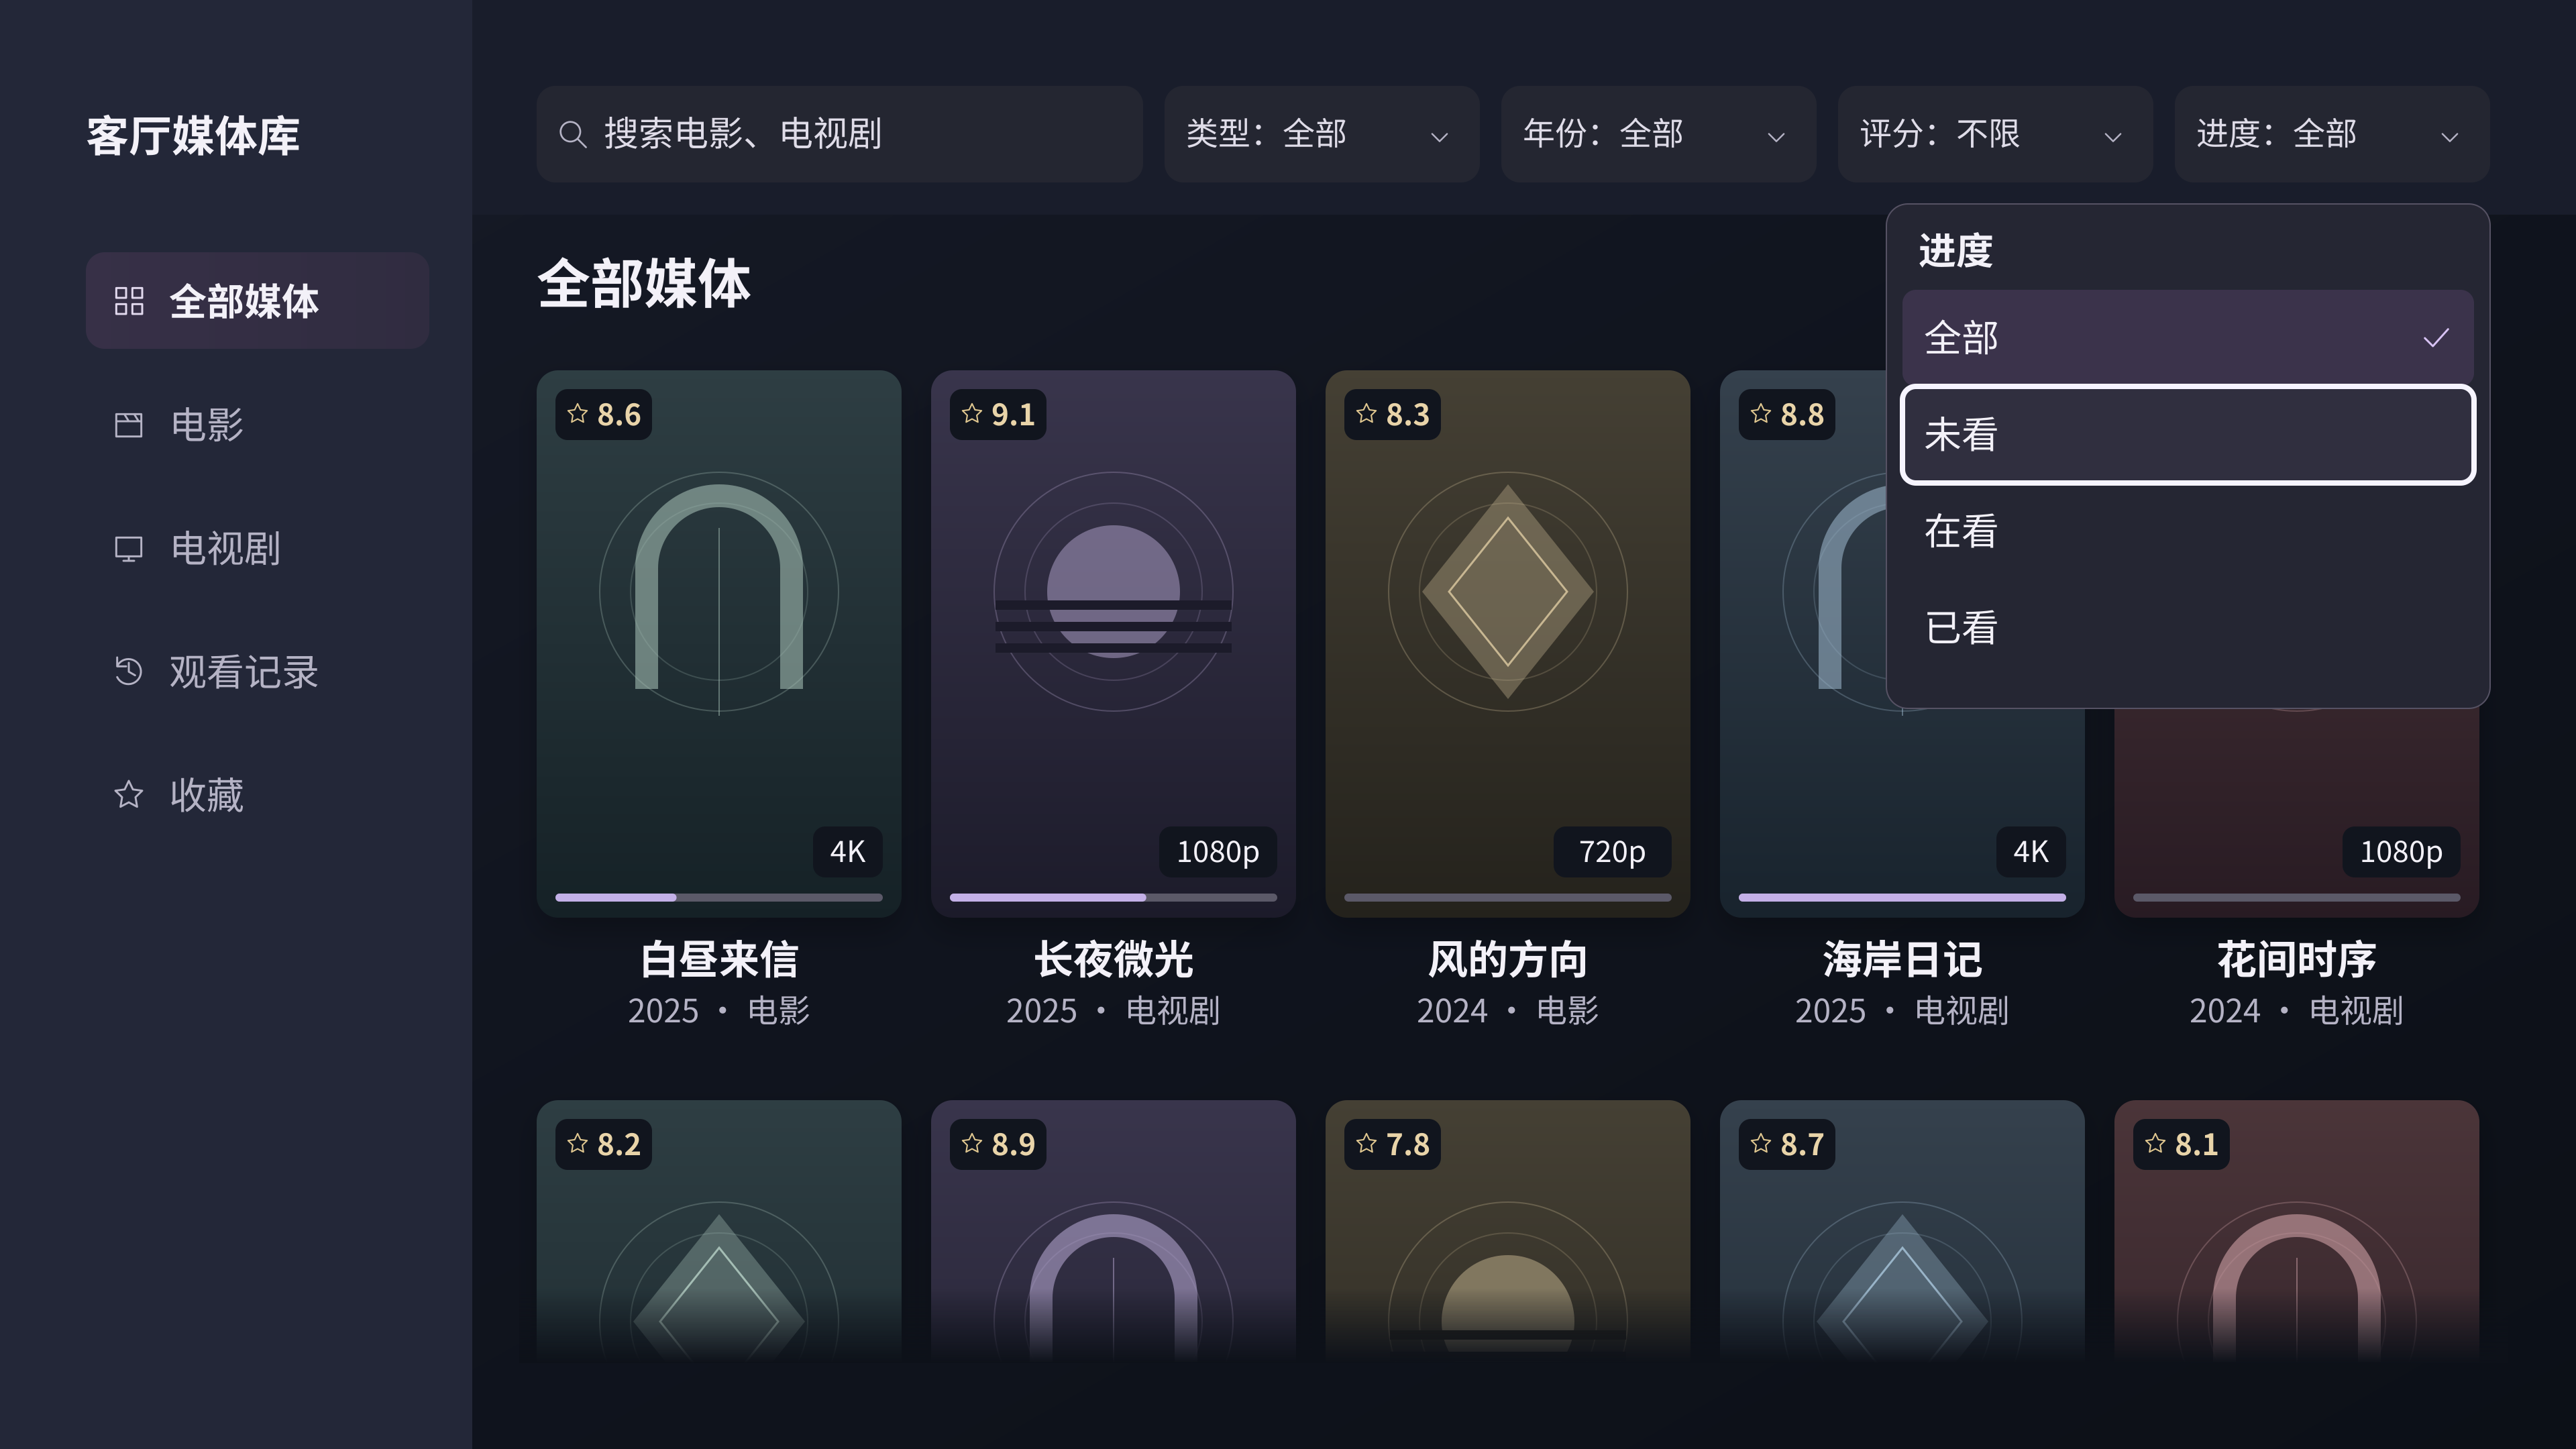 客厅媒体库
全部媒体
电影
电视剧
观看记录
收藏
搜索电影、电视剧
类型：全部
年份：全部
评分：不限
进度：全部
全部媒体
进度
全部
未看
在看
已看
8.6
4K
白昼来信
2025 • 电影
9.1
1080p
长夜微光
2025 • 电视剧
8.3
720p
风的方向
2024 • 电影
8.8
4K
海岸日记
2025 • 电视剧
1080p
花间时序
2024 • 电视剧
8.2
8.9
7.8
8.7
8.1